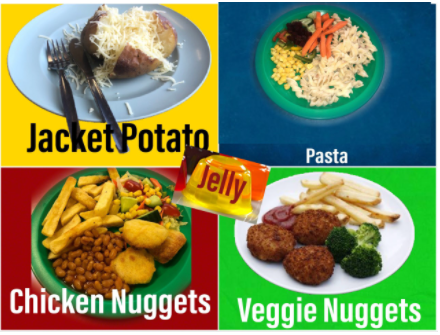 Jacket Potato
Pasta
Jelly
Chicken Nuggets
Veggie Nuggets